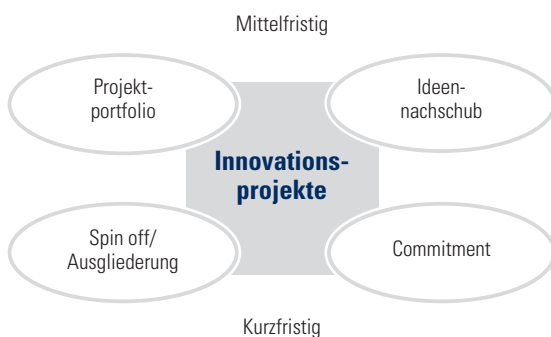 Mittelfristig
Projekt-
portfolio
Ideen-
nachschub
Innovations-
projekte
Spin off/
Ausgliederung
Commitment
Kurzfristig